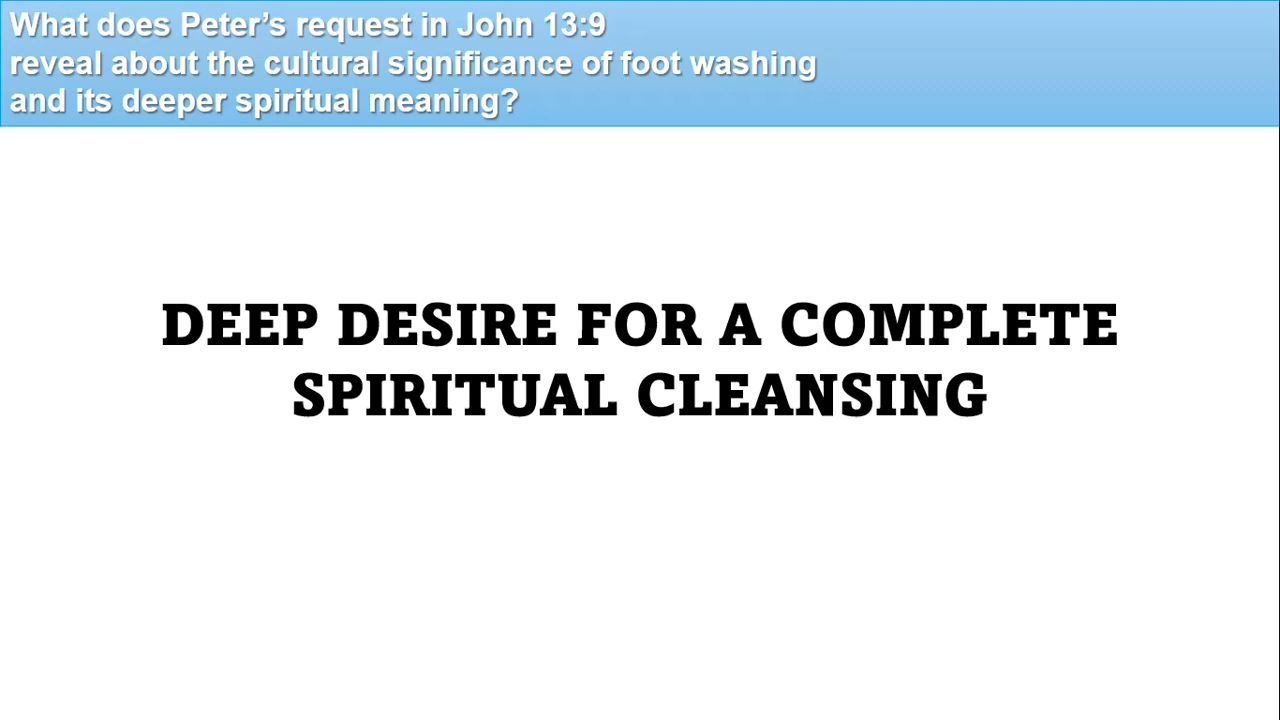 What does Peter’s request in John 13:9
reveal about the cultural significance of foot washing
and its deeper spiritual meaning?
DEEP DESIRE FOR A COMPLETE
SPIRITUAL CLEANSING